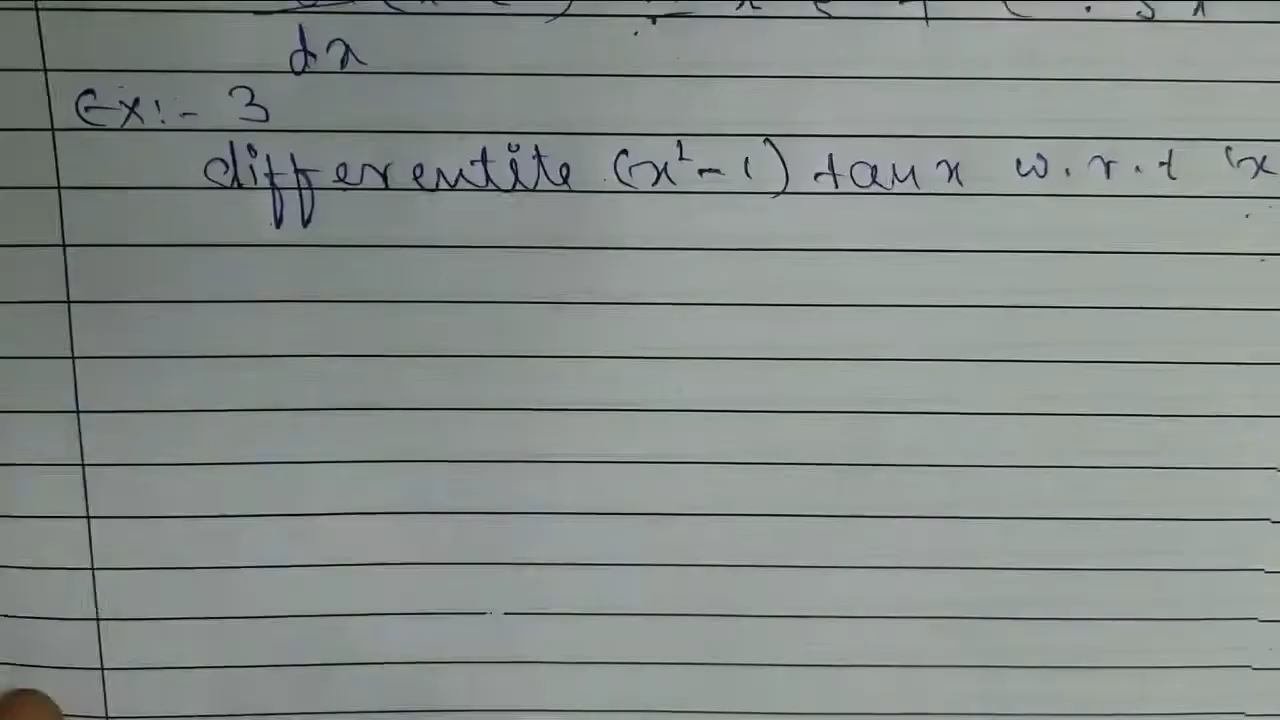 dx
Ex:- 3
differentite (x²-1) tan x w.r.t 'x